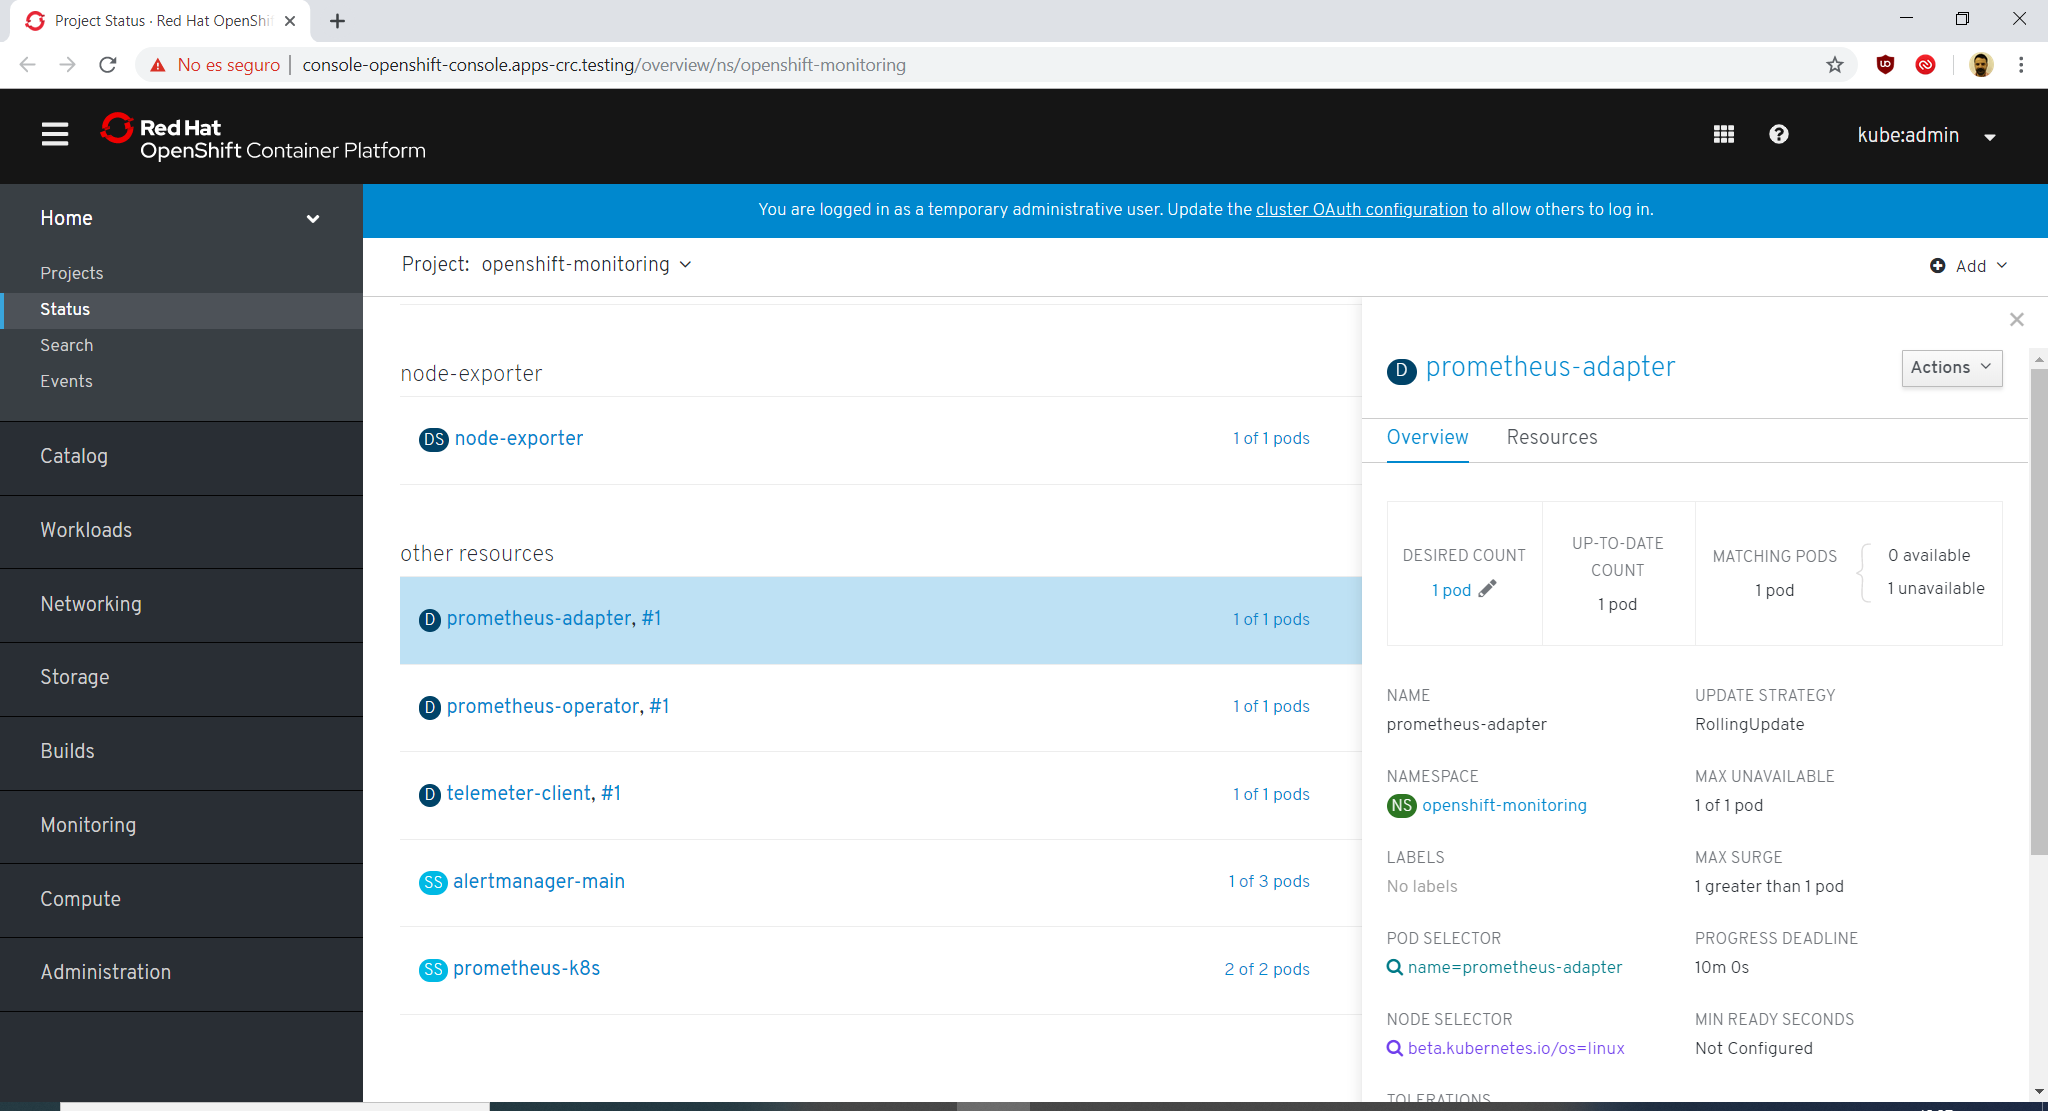 Project Status · Red Hat OpenShi
No es seguro
console-openshift-console.apps-crc.testing/overview/ns/openshift-monitoring
Red Hat
OpenShift Container Platform
kube:admin
You are logged in as a temporary administrative user. Update the cluster OAuth configuration to allow others to log in.
Home
Projects
Status
Search
Events
Catalog
Workloads
Networking
Storage
Builds
Monitoring
Compute
Administration
Project: openshift-monitoring
Add
node-exporter
DS node-exporter 1 of 1 pods
other resources
D prometheus-adapter, #1 1 of 1 pods
D prometheus-operator, #1 1 of 1 pods
D telemeter-client, #1 1 of 1 pods
SS alertmanager-main 1 of 3 pods
SS prometheus-k8s 2 of 2 pods
D prometheus-adapter
Actions
Overview Resources
DESIRED COUNT
1 pod
UP-TO-DATE
COUNT
1 pod
MATCHING PODS
1 pod
0 available
1 unavailable
NAME
prometheus-adapter
UPDATE STRATEGY
RollingUpdate
NAMESPACE
NS openshift-monitoring
MAX UNAVAILABLE
1 of 1 pod
LABELS
No labels
MAX SURGE
1 greater than 1 pod
POD SELECTOR
name=prometheus-adapter
PROGRESS DEADLINE
10m 0s
NODE SELECTOR
beta.kubernetes.io/os=linux
MIN READY SECONDS
Not Configured
TOLERATIONS